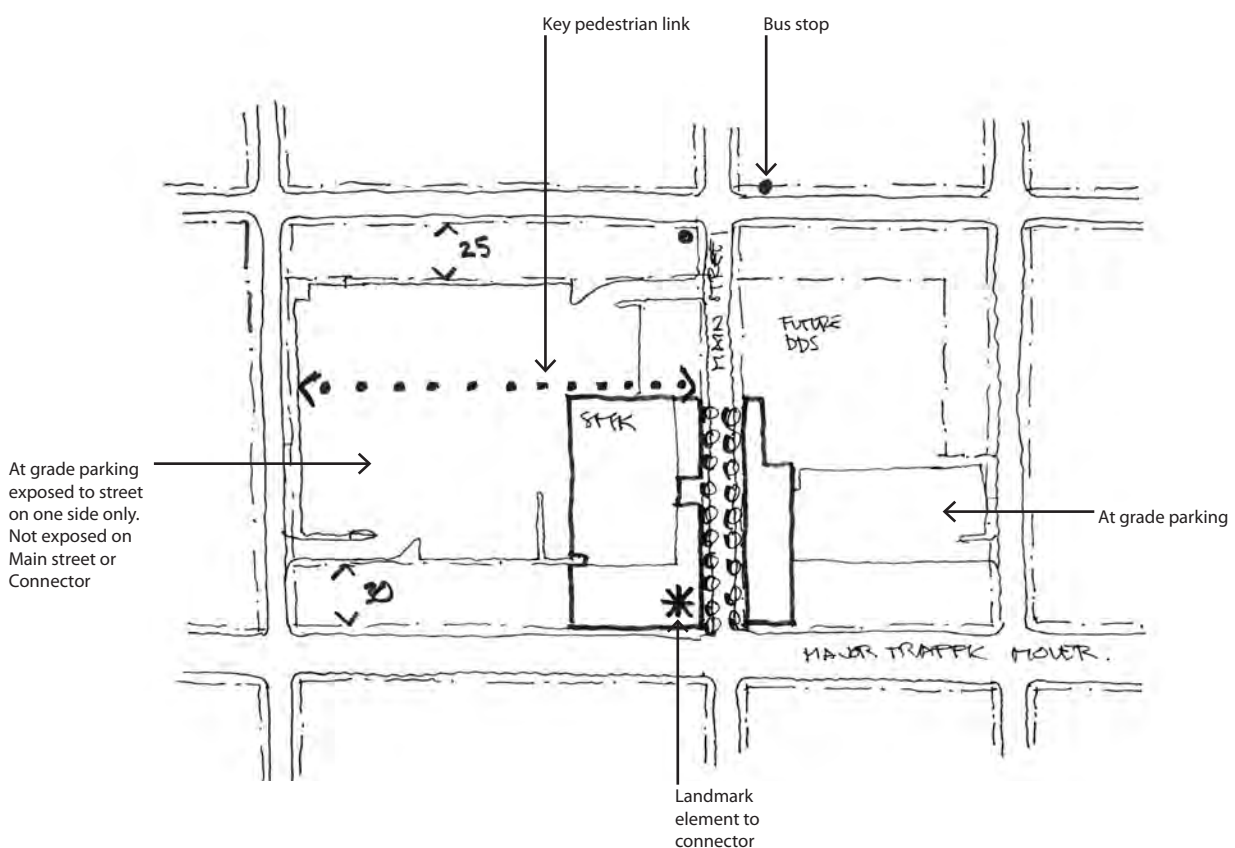 Key pedestrian link
Bus stop
25
MAIN STREET
FUTURE
DDS
SMK
At grade parking
exposed to street
on one side only.
Not exposed on
Main street or
Connector
At grade parking
30
MAJOR TRAFFIC MOVER.
Landmark
element to
connector